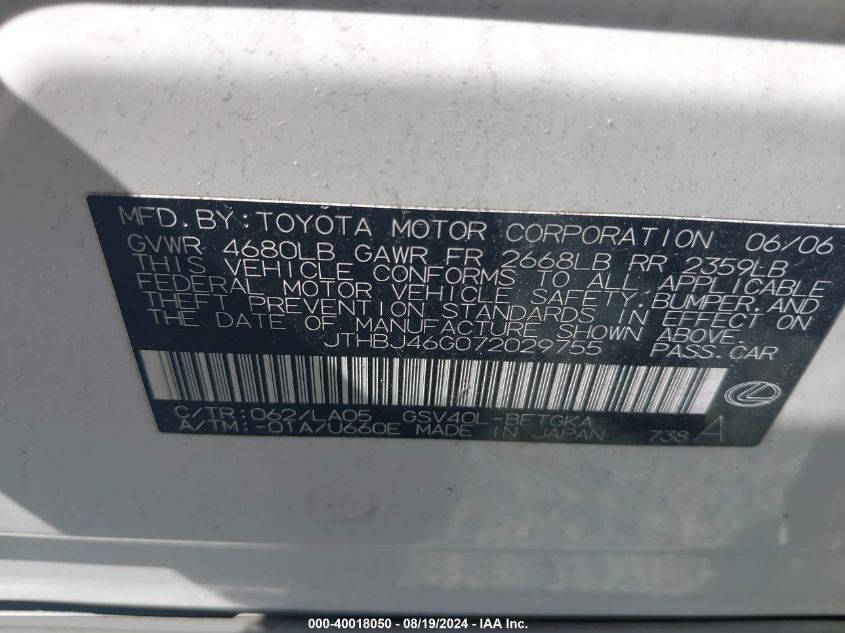 MFD. BY: TOYOTA MOTOR CORPORATION 06/06
GVWR 4680LB GAWR FR 2668LB RR 2359LB
THIS VEHICLE CONFORMS TO ALL APPLICABLE
FEDERAL MOTOR VEHICLE SAFETY, BUMPER, AND
THEFT PREVENTION STANDARDS IN EFFECT ON
THE DATE OF MANUFACTURE SHOWN ABOVE.
JTHBJ46G072029755 PASS. CAR
C/TR: 062/LA05 GSV40L-BETGKA
A/TM: -01A/U660E MADE IN JAPAN 738 A
000-40018050 - 08/19/2024 - IAA Inc.